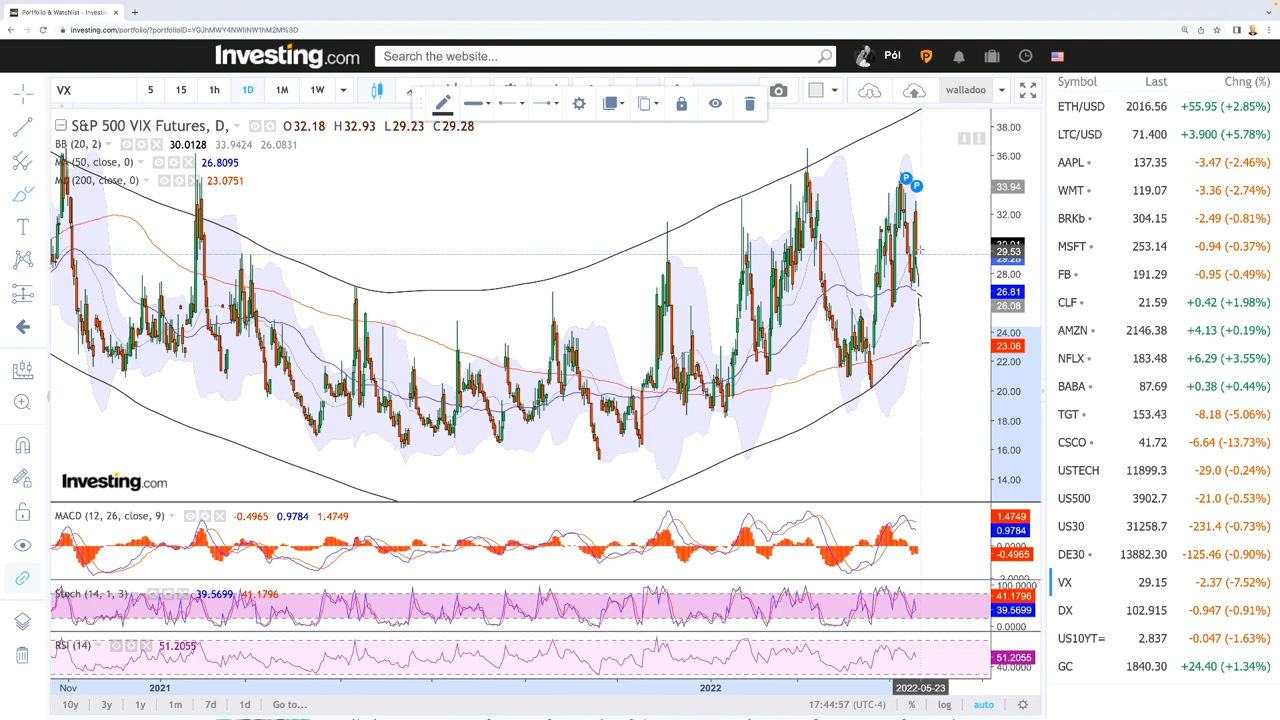 Portfolio & Watchlist - Investin
investing.com/portfolio/?portfolioID=YGJhMWY4NWIiNW1hM2M%3D
Investing.com Search the website... Pól
VX 5 15 1h 1D 1M 1W walladoo
S&P 500 VIX Futures, D, O32.18 H32.93 L29.23 C29.28
BB (20, 2) 30.0128 33.9424 26.0831
(50, close, 0) 26.8095
(200, close, 0) 23.0751
38.00
36.00
33.94
32.00
29.53
28.00
26.81
26.08
24.00
23.08
22.00
20.00
18.00
16.00
14.00
P
P
Investing.com
MACD (12, 26, close, 9) -0.4965 0.9784 1.4749
1.4749
0.9784
-0.4965
Stoch (14, 1, 3) 39.5699 41.1796
100.0000
41.1796
39.5699
0.0000
RSI (14) 51.2055
51.2055
40.0000
Nov 2021 2022 2022-05-23
10y 3y 1y 1m 7d 1d Go to... 17:44:57 (UTC-4) % log auto
Symbol Last Chng (%)
ETH/USD 2016.56 +55.95 (+2.85%)
LTC/USD 71.400 +3.900 (+5.78%)
AAPL 137.35 -3.47 (-2.46%)
WMT 119.07 -3.36 (-2.74%)
BRKb 304.15 -2.49 (-0.81%)
MSFT 253.14 -0.94 (-0.37%)
FB 191.29 -0.95 (-0.49%)
CLF 21.59 +0.42 (+1.98%)
AMZN 2146.38 +4.13 (+0.19%)
NFLX 183.48 +6.29 (+3.55%)
BABA 87.69 +0.38 (+0.44%)
TGT 153.43 -8.18 (-5.06%)
CSCO 41.72 -6.64 (-13.73%)
USTECH 11899.3 -29.0 (-0.24%)
US500 3902.7 -21.0 (-0.53%)
US30 31258.7 -231.4 (-0.73%)
DE30 13882.30 -125.46 (-0.90%)
VX 29.15 -2.37 (-7.52%)
DX 102.915 -0.947 (-0.91%)
US10YT= 2.837 -0.047 (-1.63%)
GC 1840.30 +24.40 (+1.34%)